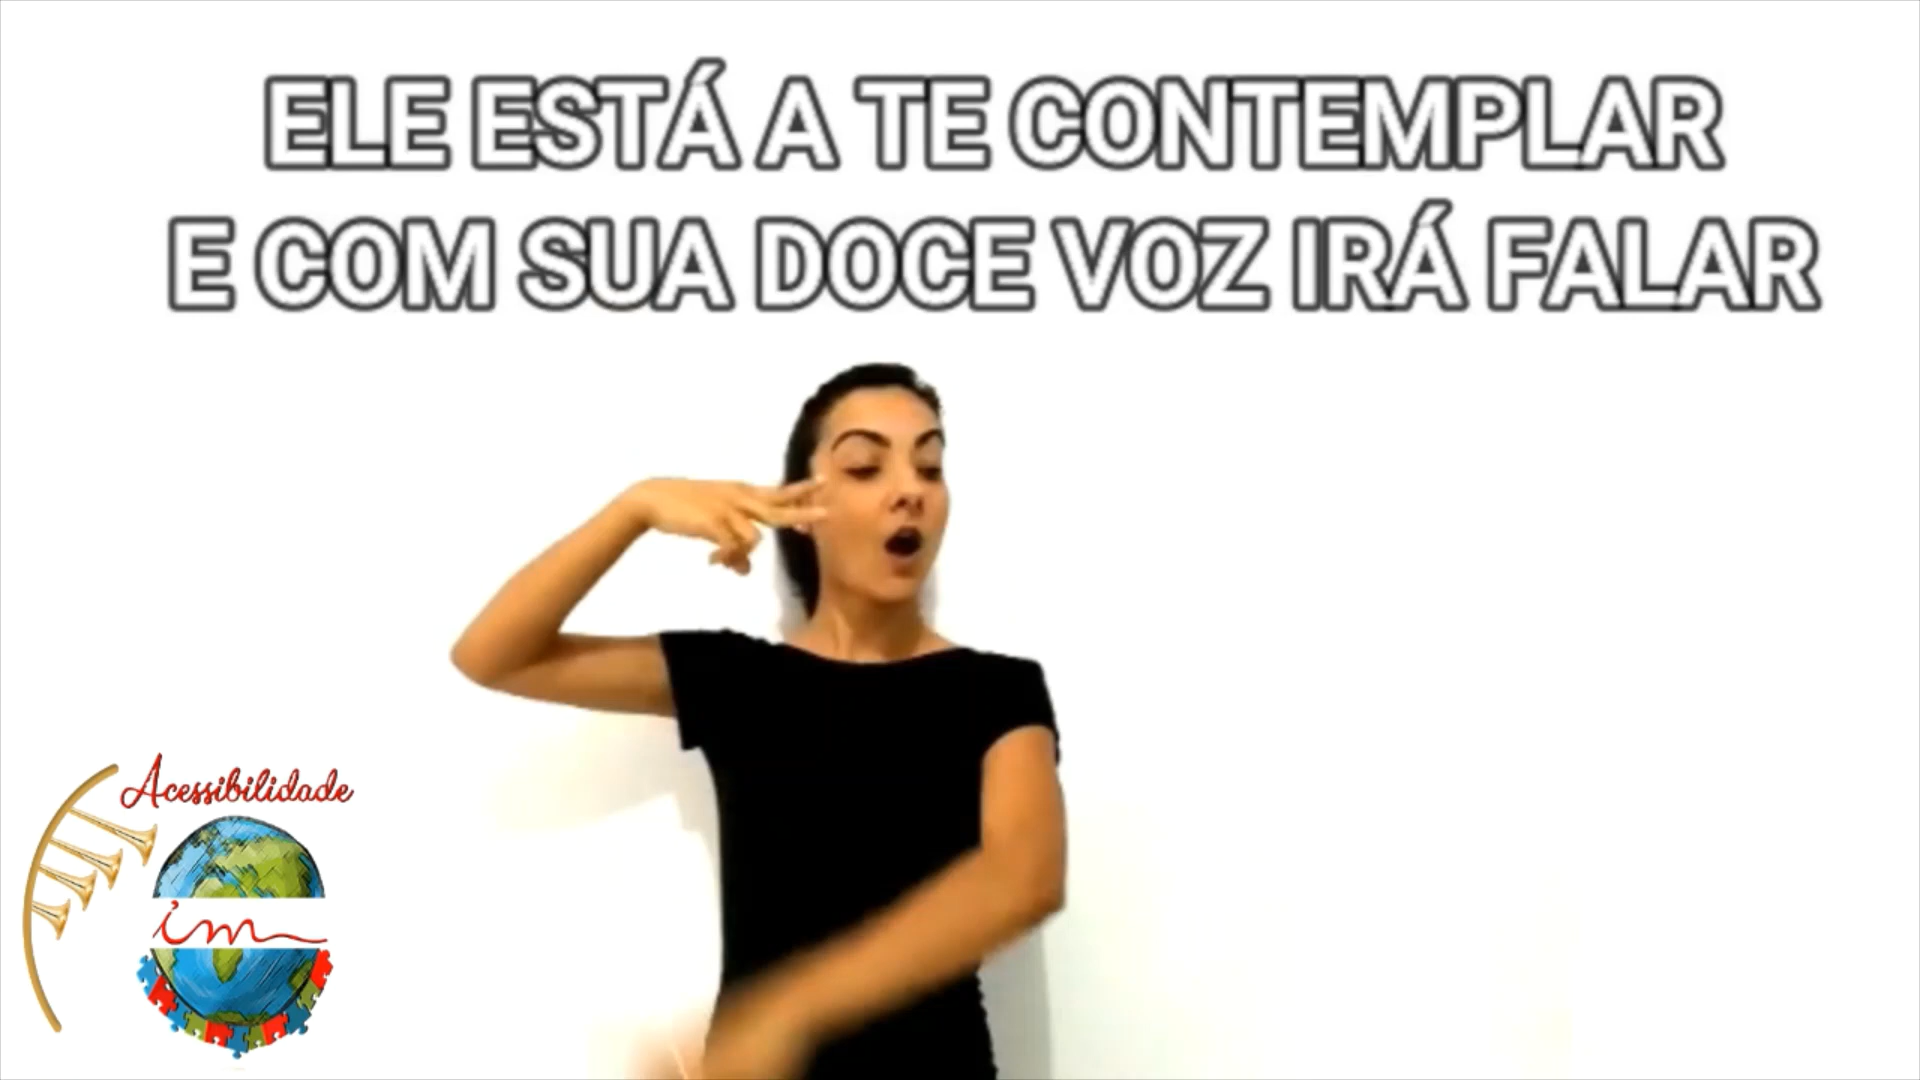 ELE ESTÁ A TE CONTEMPLAR
E COM SUA DOCE VOZ IRÁ FALAR
Acessibilidade
im